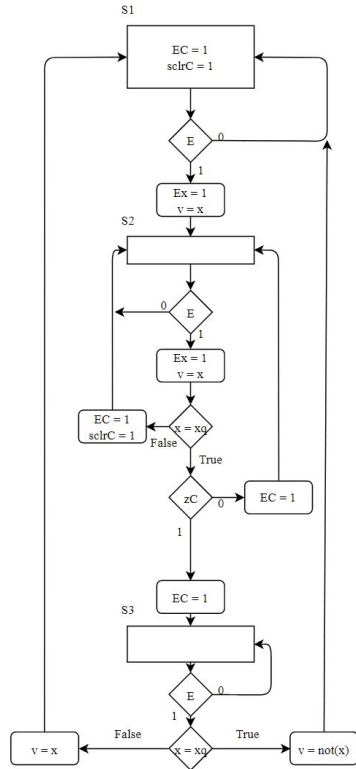 S1
EC = 1
sclrC = 1
E
0
1
Ex = 1
v = x
S2
0
E
1
Ex = 1
v = x
EC = 1
sclrC = 1
x = xq
False
True
zC
0
EC = 1
1
EC = 1
S3
E
0
1
False
True
v = x
x = xq
v = not(x)